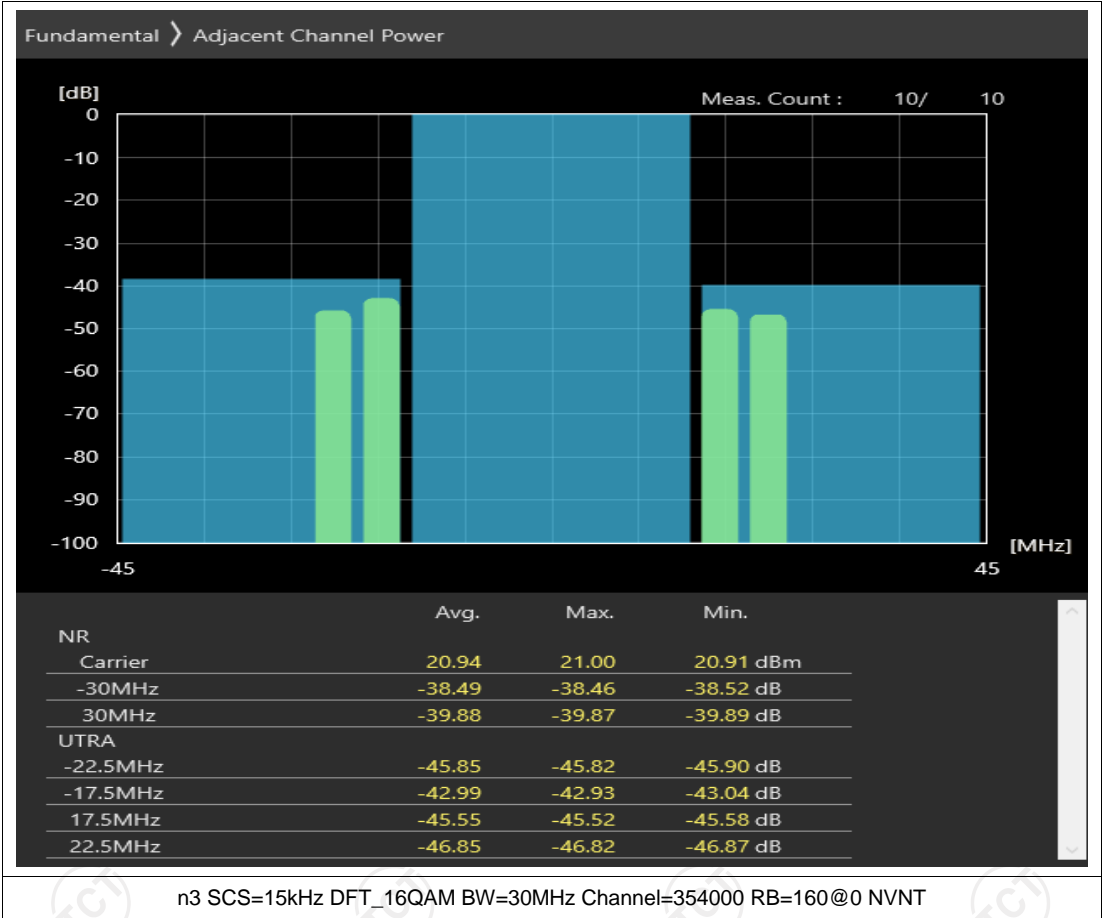 Fundamental ❯ Adjacent Channel Power
[dB]
Meas. Count : 10/ 10
0
-10
-20
-30
-40
-50
-60
-70
-80
-90
-100
[MHz]
-45 45
Avg. Max. Min.
NR
Carrier 20.94 21.00 20.91 dBm
-30MHz -38.49 -38.46 -38.52 dB
30MHz -39.88 -39.87 -39.89 dB
UTRA
-22.5MHz -45.85 -45.82 -45.90 dB
-17.5MHz -42.99 -42.93 -43.04 dB
17.5MHz -45.55 -45.52 -45.58 dB
22.5MHz -46.85 -46.82 -46.87 dB
n3 SCS=15kHz DFT_16QAM BW=30MHz Channel=354000 RB=160@0 NVNT
TCT TCT TCT TCT